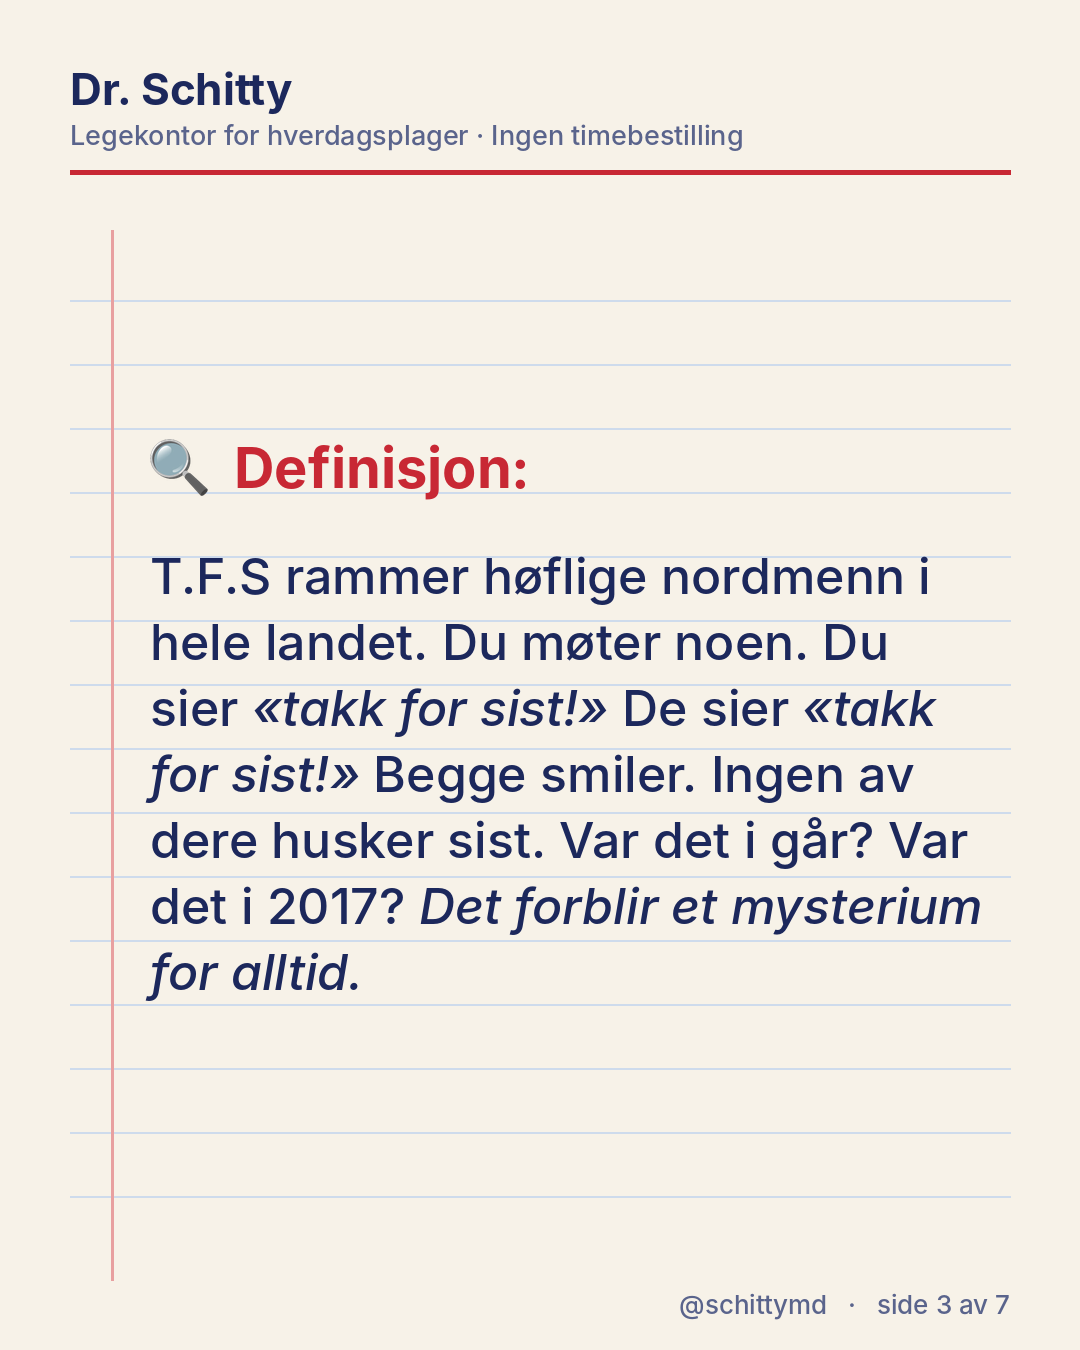 Dr. Schitty
Legekontor for hverdagsplager · Ingen timebestilling
🔍 Definisjon:
T.F.S rammer høflige nordmenn i
hele landet. Du møter noen. Du
sier «takk for sist!» De sier «takk
for sist!» Begge smiler. Ingen av
dere husker sist. Var det i går? Var
det i 2017? Det forblir et mysterium
for alltid.
@schittymd · side 3 av 7